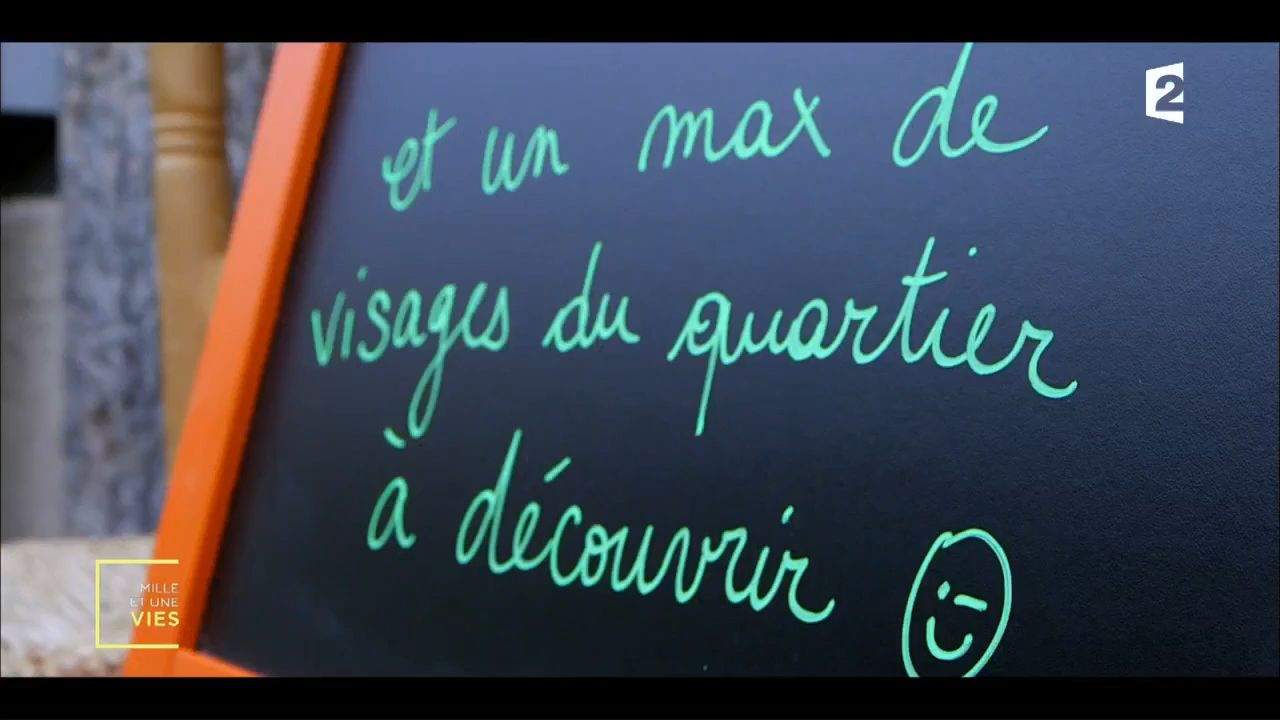 2
et un max de
visages du quartier
à découvrir
MILLE
ET UNE
VIES